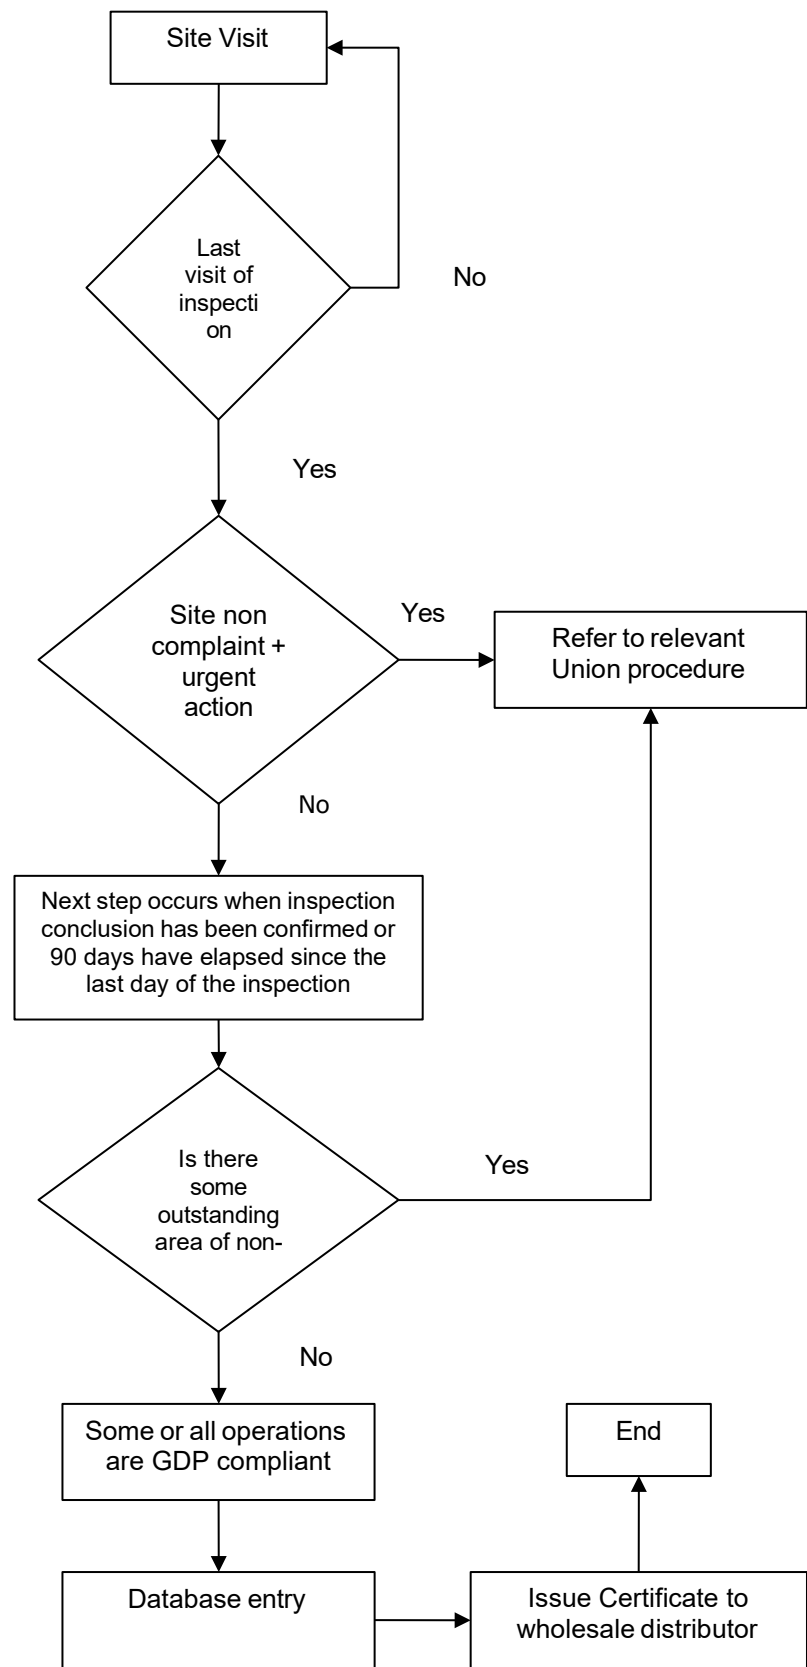 Site Visit
Last
visit of
inspecti
on
No
Yes
Site non
complaint +
urgent
action
Yes
Refer to relevant
Union procedure
No
Next step occurs when inspection
conclusion has been confirmed or
90 days have elapsed since the
last day of the inspection
Is there
some
outstanding
area of non-
Yes
No
Some or all operations
are GDP compliant
End
Database entry
Issue Certificate to
wholesale distributor